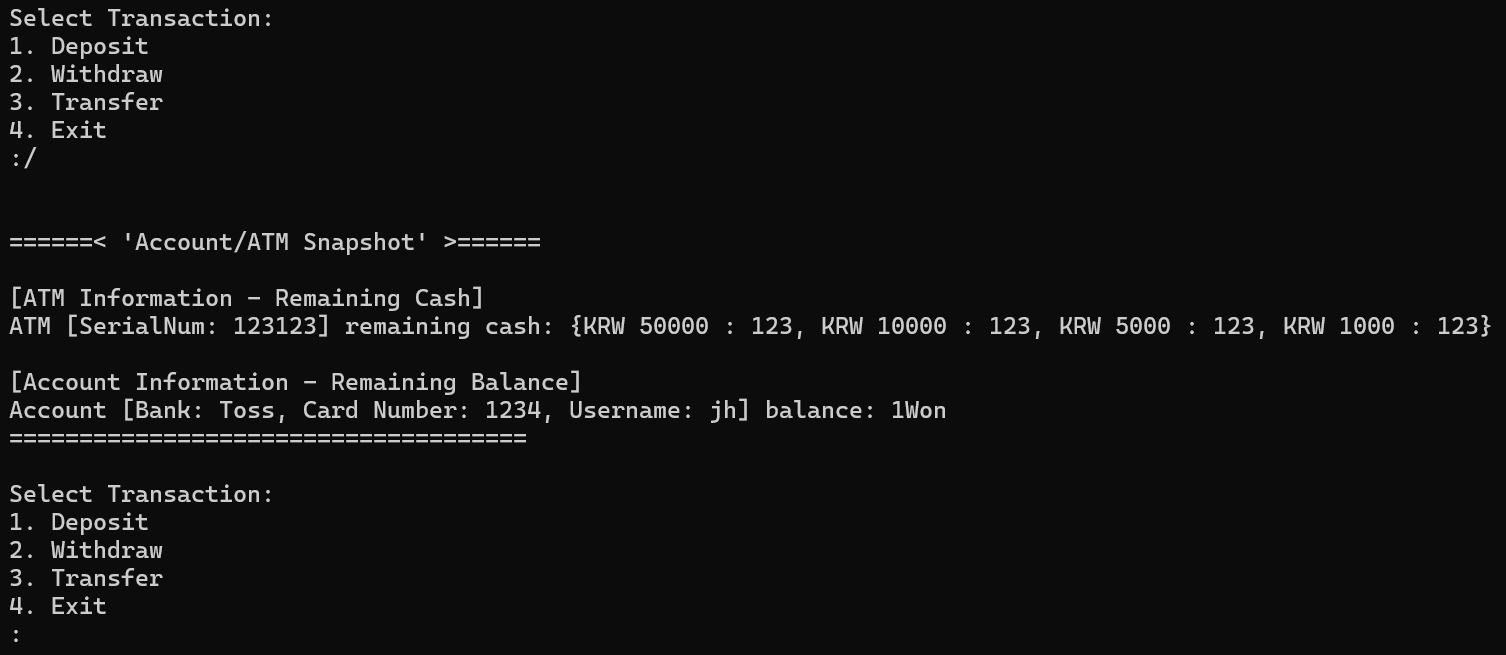 Select Transaction:
1. Deposit
2. Withdraw
3. Transfer
4. Exit
:/
======< 'Account/ATM Snapshot' >======
[ATM Information - Remaining Cash]
ATM [SerialNum: 123123] remaining cash: {KRW 50000 : 123, KRW 10000 : 123, KRW 5000 : 123, KRW 1000 : 123}
[Account Information - Remaining Balance]
Account [Bank: Toss, Card Number: 1234, Username: jh] balance: 1Won
=====================================
Select Transaction:
1. Deposit
2. Withdraw
3. Transfer
4. Exit
: